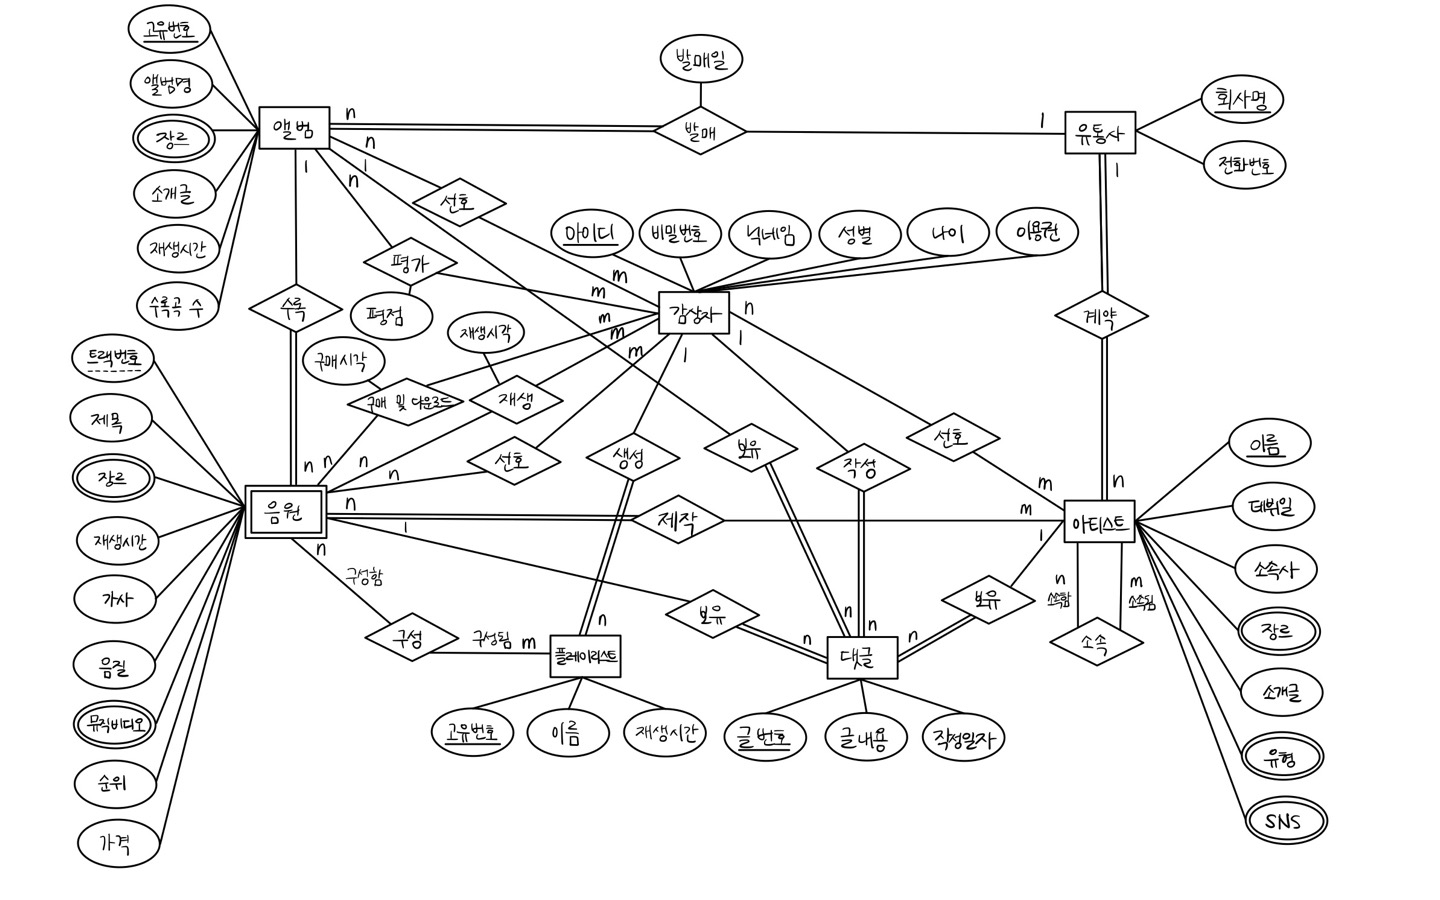 고유번호
앨범명
장르
소개글
재생시간
수록곡 수
앨범
n
n
1
n
1
발매일
발매
1
유통사
1
회사명
전화번호
선호
평가
평점
수록
아이디
비밀번호
닉네임
성별
나이
이용권
감상자
m
m
m
m
m
1
1
n
계약
트랙번호
제목
장르
재생시간
가사
음질
뮤직비디오
순위
가격
구매시각
구매 및 다운로드
재생시각
재생
선호
생성
보유
작성
선호
음원
n
n
n
n
n
1
n
제작
m
m
n
1
아티스트
이름
데뷔일
소속사
장르
소개글
유형
SNS
n
소속함
m
소속됨
소속
구성함
구성
구성됨
m
n
플레이리스트
고유번호
이름
재생시간
보유
n
n
n
n
보유
댓글
글번호
글내용
작성일자